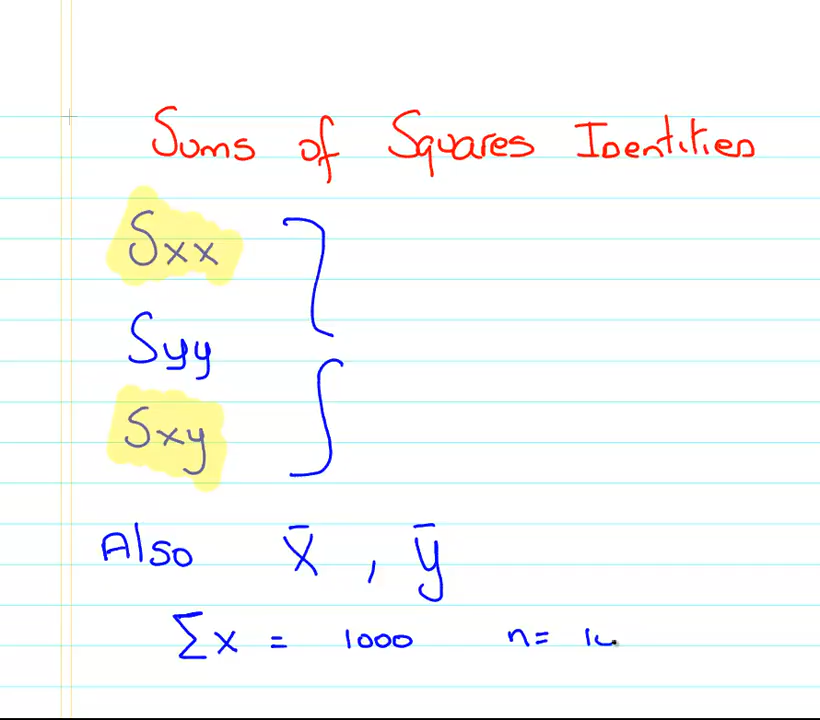 Sums of Squares Identities
Sxx
Syy
Sxy
Also x̄ , ȳ
Σx = 1000 n=